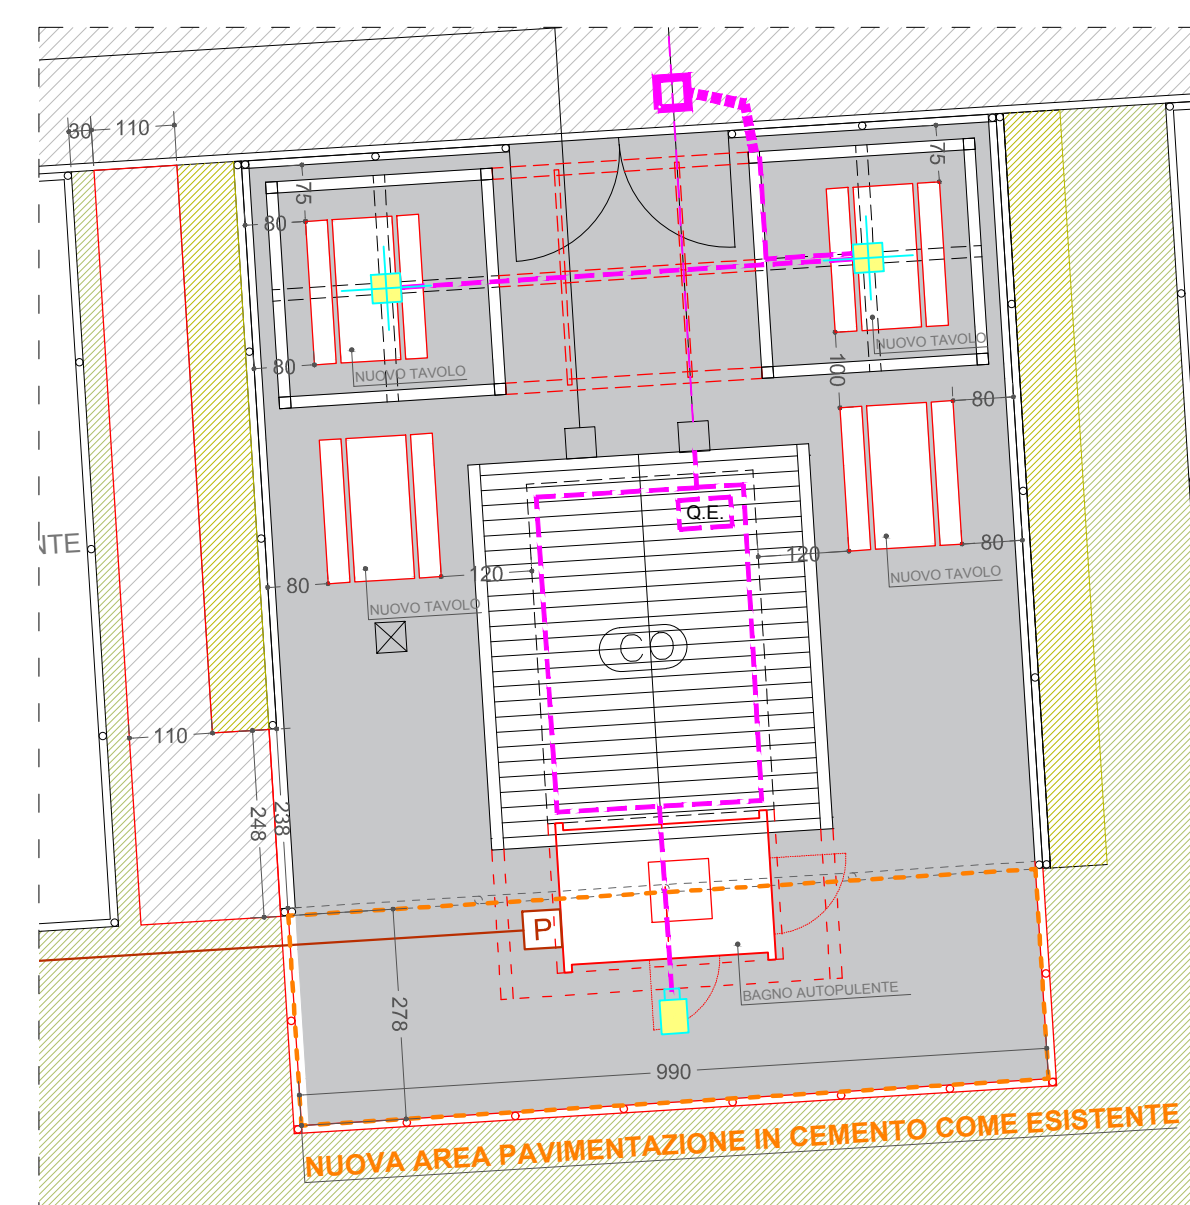 30
110
75
75
80
80
NUOVO TAVOLO
NUOVO TAVOLO
100
80
Q.E.
NTE
80
120
120
80
NUOVO TAVOLO
NUOVO TAVOLO
110
248
238
P
BAGNO AUTOPULENTE
278
990
NUOVA AREA PAVIMENTAZIONE IN CEMENTO COME ESISTENTE